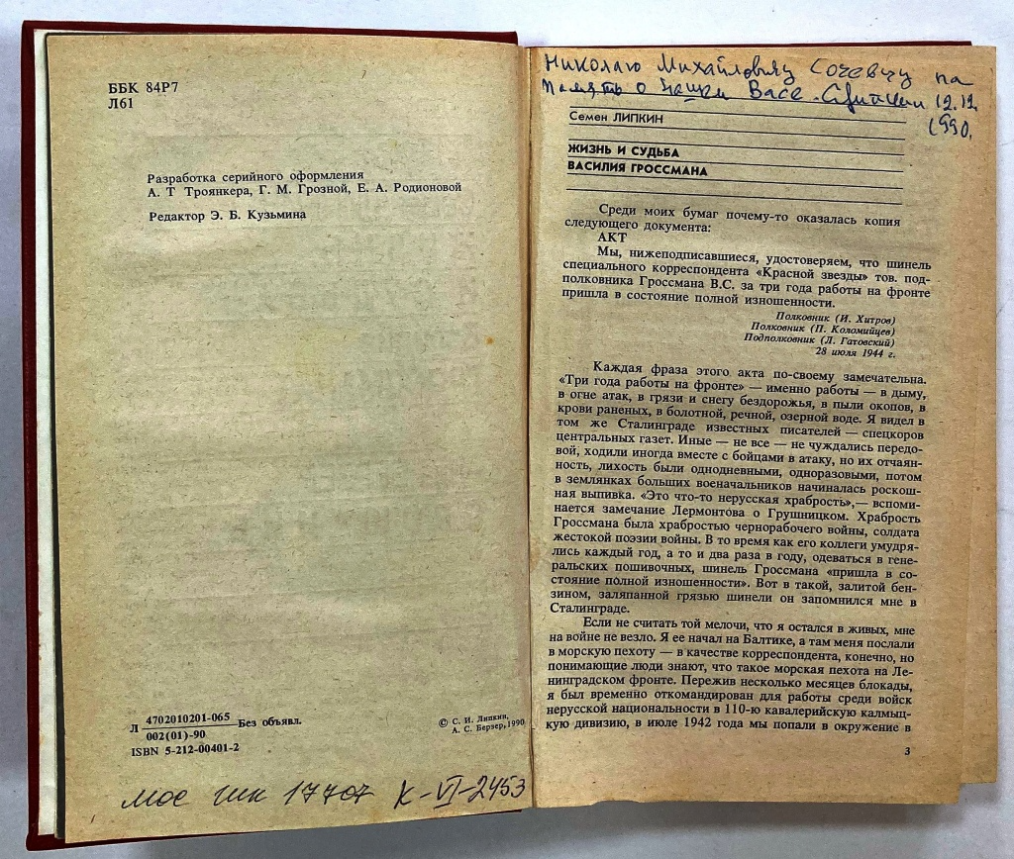 ББК 84Р7
Л61
Разработка серийного оформления
А. Т Троянкера, Г. М. Грозной, Е. А. Родионовой
Редактор Э. Б. Кузьмина
Л 4702010201-065 Без объявл.
002(01)-90
ISBN 5-212-00401-2
© С. И. Липкин,
А. С. Берзер, 1990
мое 17707 К-VI-2453
Николаю Михайловичу Сочевцу на
Память о нашем Васе. 12.12.
1990.
Семен ЛИПКИН
ЖИЗНЬ И СУДЬБА
ВАСИЛИЯ ГРОССМАНА
Среди моих бумаг почему-то оказалась копия
следующего документа:
АКТ
Мы, нижеподписавшиеся, удостоверяем, что шинель
специального корреспондента «Красной звезды» тов. под-
полковника Гроссмана В.С. за три года работы на фронте
пришла в состояние полной изношенности.
Полковник (И. Хитров)
Полковник (П. Коломийцев)
Подполковник (Л. Гатовский)
28 июля 1944 г.
Каждая фраза этого акта по-своему замечательна.
«Три года работы на фронте» — именно работы — в дыму,
в огне атак, в грязи и снегу бездорожья, в пыли окопов, в
крови раненых, в болотной, речной, озерной воде. Я видел в
том же Сталинграде известных писателей — спецкоров
центральных газет. Иные — не все — не чуждались передо-
вой, ходили иногда вместе с бойцами в атаку, но их отчаян-
ность, лихость были однодневными, одноразовыми, потом
в землянках больших военачальников начиналась роскош-
ная выпивка. «Это что-то нерусская храбрость»,— вспоми-
нается замечание Лермонтова о Грушницком. Храбрость
Гроссмана была храбростью чернорабочего войны, солдата
жестокой поэзии войны. В то время как его коллеги умудря-
лись каждый год, а то и два раза в году, одеваться в гене-
ральских пошивочных, шинель Гроссмана «пришла в со-
стояние полной изношенности». Вот в такой, залитой бен-
зином, заляпанной грязью шинели он запомнился мне в
Сталинграде.
Если не считать той мелочи, что я остался в живых, мне
на войне не везло. Я ее начал на Балтике, а там меня послали
в морскую пехоту — в качестве корреспондента, конечно, но
понимающие люди знают, что такое морская пехота на Ле-
нинградском фронте. Пережив несколько месяцев блокады,
я был временно откомандирован для работы среди войск
нерусской национальности в 110-ю кавалерийскую калмыц-
кую дивизию, в июле 1942 года мы попали в окружение в
3